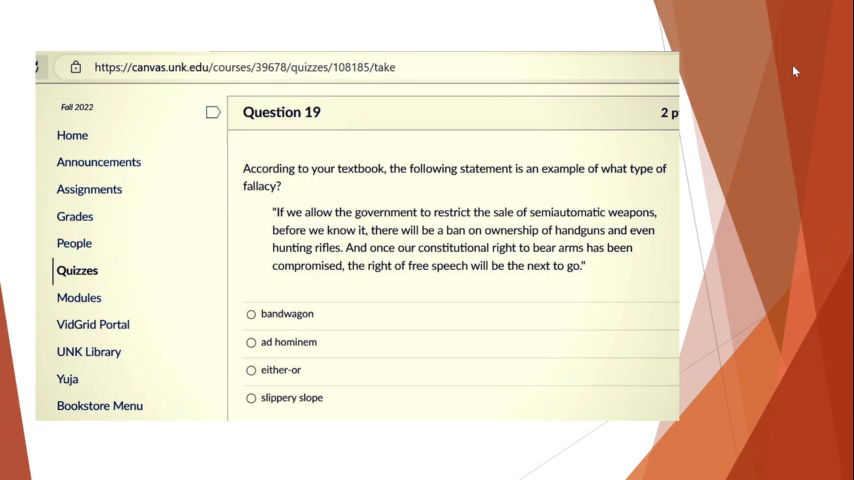 https://canvas.unk.edu/courses/39678/quizzes/108185/take
Fall 2022
Home
Announcements
Assignments
Grades
People
Quizzes
Modules
VidGrid Portal
UNK Library
Yuja
Bookstore Menu
Question 19
2 p
According to your textbook, the following statement is an example of what type of
fallacy?
"If we allow the government to restrict the sale of semiautomatic weapons,
before we know it, there will be a ban on ownership of handguns and even
hunting rifles. And once our constitutional right to bear arms has been
compromised, the right of free speech will be the next to go."
bandwagon
ad hominem
either-or
slippery slope